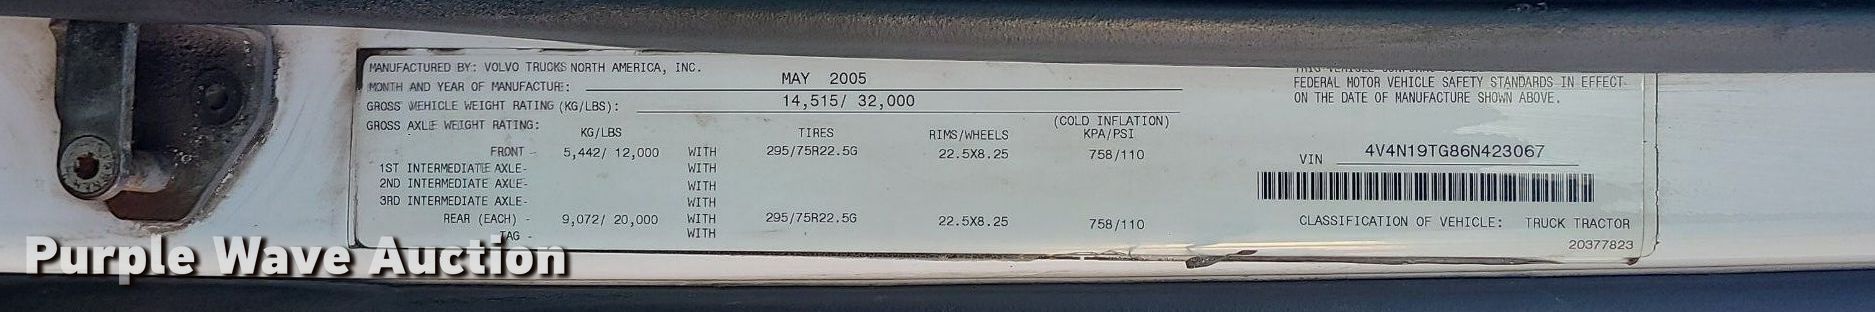 MANUFACTURED BY: VOLVO TRUCKS NORTH AMERICA, INC.
MONTH AND YEAR OF MANUFACTURE: MAY 2005
GROSS VEHICLE WEIGHT RATING (KG/LBS): 14,515/ 32,000
GROSS AXLE WEIGHT RATING:
KG/LBS TIRES RIMS/WHEELS (COLD INFLATION) KPA/PSI
FRONT - 5,442/ 12,000 WITH 295/75R22.5G 22.5X8.25 758/110
1ST INTERMEDIATE AXLE- WITH
2ND INTERMEDIATE AXLE- WITH
3RD INTERMEDIATE AXLE- WITH
REAR (EACH) - 9,072/ 20,000 WITH 295/75R22.5G 22.5X8.25 758/110
TAG - WITH
FEDERAL MOTOR VEHICLE SAFETY STANDARDS IN EFFECT
ON THE DATE OF MANUFACTURE SHOWN ABOVE.
VIN 4V4N19TG86N423067
CLASSIFICATION OF VEHICLE: TRUCK TRACTOR
20377823
Purple Wave Auction